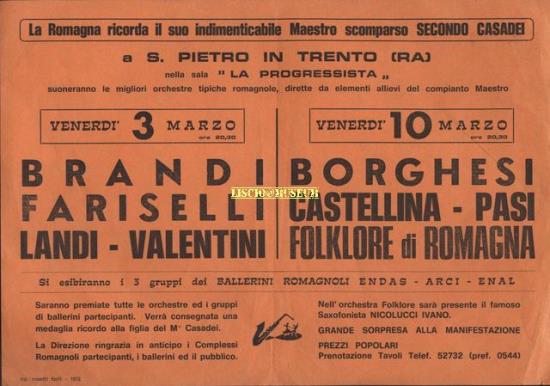 La Romagna ricorda il suo indimenticabile Maestro scomparso SECONDO CASADEI
a S. PIETRO IN TRENTO (RA)
nella sala " LA PROGRESSISTA "
suoneranno le migliori orchestre tipiche romagnole, dirette da elementi allievi del compianto Maestro
VENERDI' 3 MARZO
ore 20,30
BRANDI
FARISELLI
LANDI - VALENTINI
VENERDI' 10 MARZO
ore 20,30
BORGHESI
CASTELLINA - PASI
FOLKLORE di ROMAGNA
LISCIO@MUSEUM
Si esibiranno i 3 gruppi dei BALLERINI ROMAGNOLI ENDAS - ARCI - ENAL
Saranno premiate tutte le orchestre ed i gruppi
di ballerini partecipanti. Verrà consegnata una
medaglia ricordo alla figlia del M° Casadei.
La Direzione ringrazia in anticipo i Complessi
Romagnoli partecipanti, i ballerini ed il pubblico.
Nell'orchestra Folklore sarà presente il famoso
Saxofonista NICOLUCCI IVANO.
GRANDE SORPRESA ALLA MANIFESTAZIONE
PREZZI POPOLARI
Prenotazione Tavoli Telef. 52732 (pref. 0544)